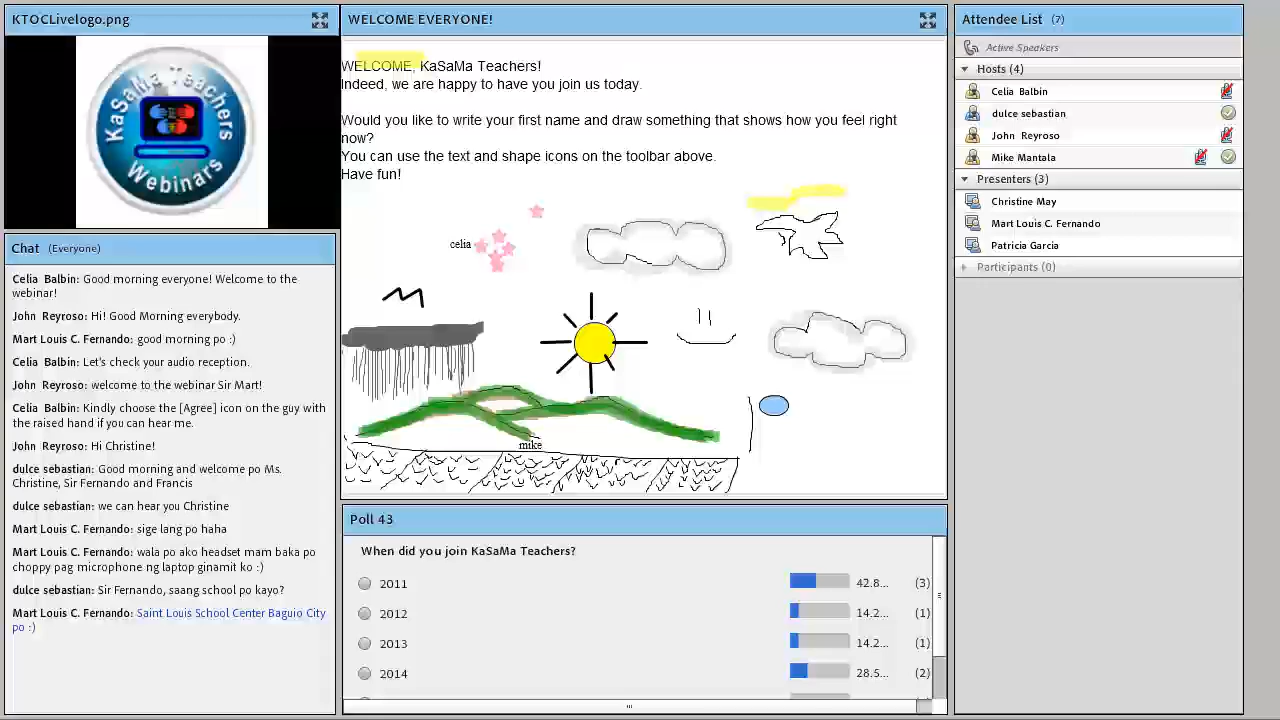 KTOCLivelogo.png
KaSaMa Teachers
Webinars
Chat (Everyone)
Celia Balbin: Good morning everyone! Welcome to the
webinar!
John Reyroso: Hi! Good Morning everybody.
Mart Louis C. Fernando: good morning po :)
Celia Balbin: Let's check your audio reception.
John Reyroso: welcome to the webinar Sir Mart!
Celia Balbin: Kindly choose the [Agree] icon on the guy with
the raised hand if you can hear me.
John Reyroso: Hi Christine!
dulce sebastian: Good morning and welcome po Ms.
Christine, Sir Fernando and Francis
dulce sebastian: we can hear you Christine
Mart Louis C. Fernando: sige lang po haha
Mart Louis C. Fernando: wala po ako headset mam baka po
choppy pag microphone ng laptop ginamit ko :)
dulce sebastian: Sir Fernando, saang school po kayo?
Mart Louis C. Fernando: Saint Louis School Center Baguio City
po :)
WELCOME EVERYONE!
WELCOME, KaSaMa Teachers!
Indeed, we are happy to have you join us today.
Would you like to write your first name and draw something that shows how you feel right
now?
You can use the text and shape icons on the toolbar above.
Have fun!
celia
mike
Poll 43
When did you join KaSaMa Teachers?
2011 42.8... (3)
2012 14.2... (1)
2013 14.2... (1)
2014 28.5... (2)
Attendee List (7)
Active Speakers
Hosts (4)
Celia Balbin
dulce sebastian
John Reyroso
Mike Mantala
Presenters (3)
Christine May
Mart Louis C. Fernando
Patricia Garcia
Participants (0)